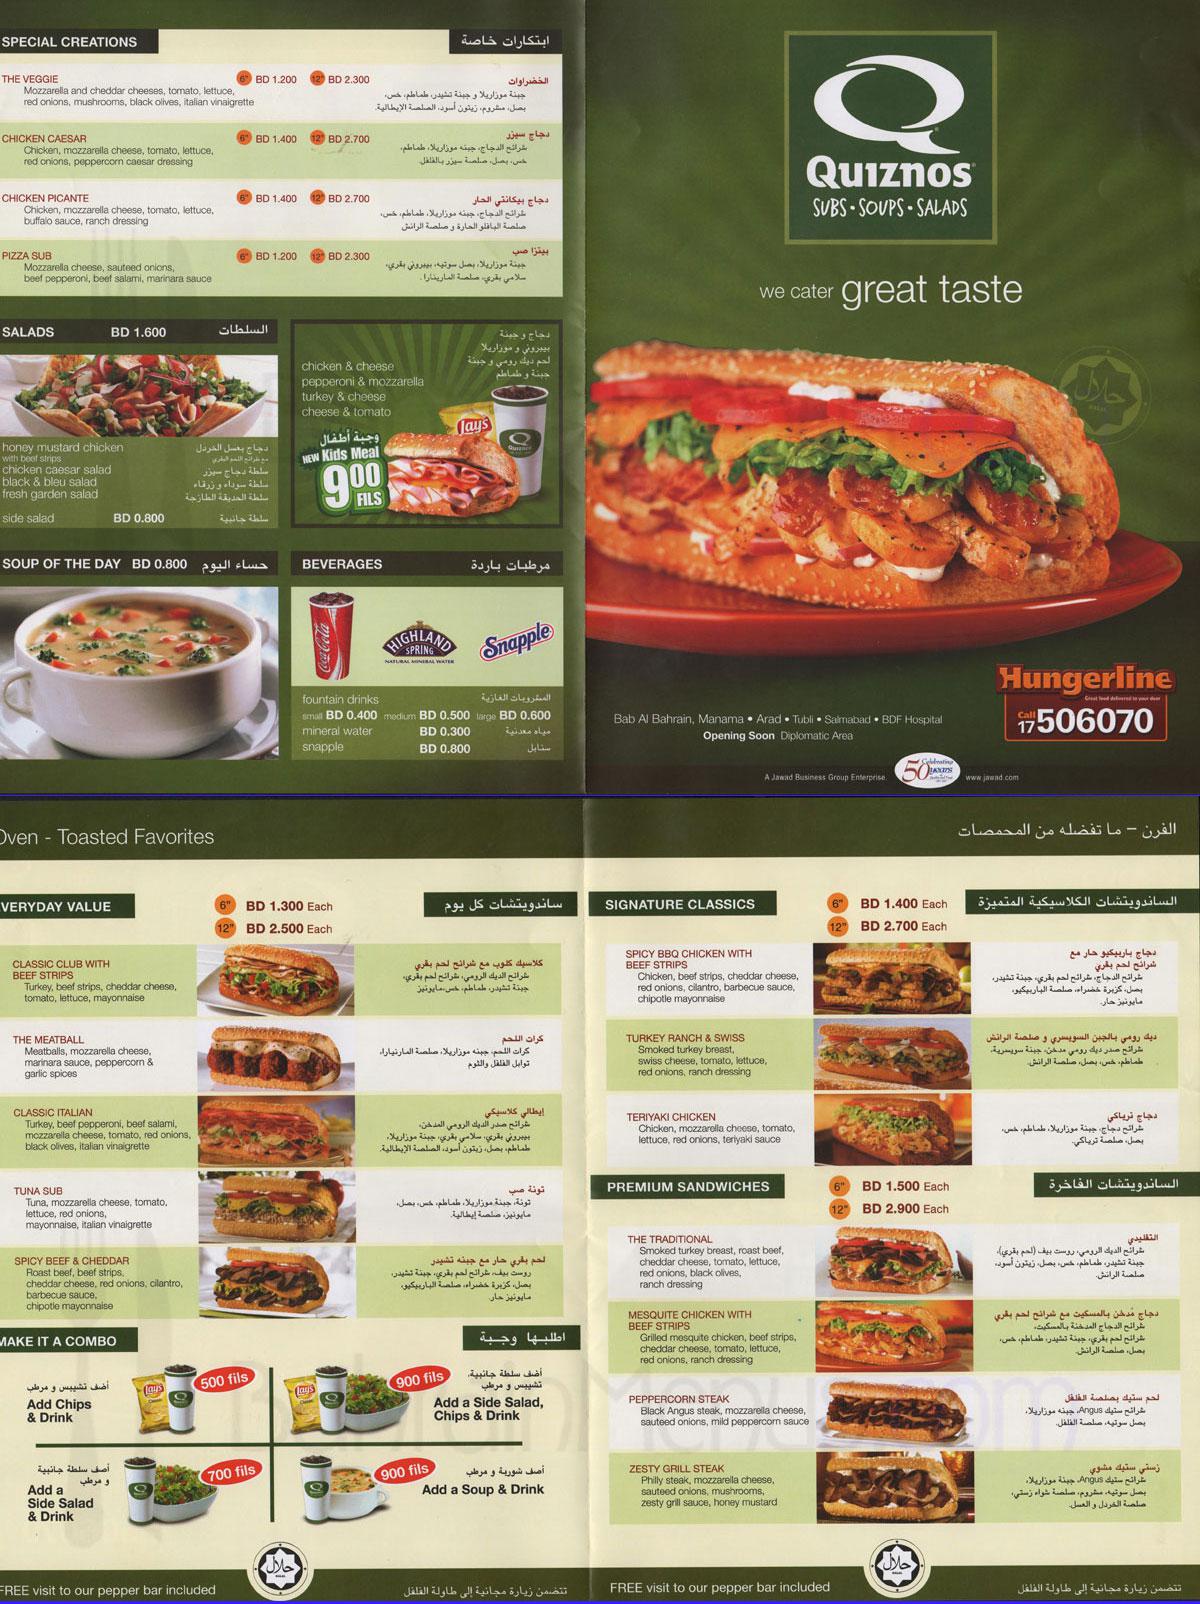 SPECIAL CREATIONS
ابتكارات خاصة
THE VEGGIE
6" BD 1.200 12" BD 2.300
Mozzarella and cheddar cheeses, tomato, lettuce,
red onions, mushrooms, black olives, italian vinaigrette
الخضراوات
جبنة موزاريلا و جبنة تشيدر، طماطم، خس،
بصل، مشروم، زيتون أسود، الصلصة الإيطالية.
CHICKEN CAESAR
6" BD 1.400 12" BD 2.700
Chicken, mozzarella cheese, tomato, lettuce,
red onions, peppercorn caesar dressing
دجاج سيزر
شرائح الدجاج، جبنه موزاريلا، طماطم،
خس، بصل، صلصة سيزر بالفلفل.
CHICKEN PICANTE
6" BD 1.400 12" BD 2.700
Chicken, mozzarella cheese, tomato, lettuce,
buffalo sauce, ranch dressing
دجاج بيكانتي الحار
شرائح الدجاج، جبنه موزاريلا، طماطم، خس،
صلصة البافلو الحارة و صلصة الرانش
PIZZA SUB
6" BD 1.200 12" BD 2.300
Mozzarella cheese, sauteed onions,
beef pepperoni, beef salami, marinara sauce
بيتزا صب
جبنة موزاريلا، بصل سوتيه، بيبروني بقري،
سلامي بقري، صلصة المارينارا.
SALADS BD 1.600 السلطات
honey mustard chicken
with beef strips
chicken caesar salad
black & bleu salad
fresh garden salad
side salad BD 0.800
دجاج بعسل الخردل
مع شرائح اللحم البقري
سلطة دجاج سيزر
سلطة سوداء و زرقاء
سلطة الحديقة الطازجة
سلطة جانبية
chicken & cheese
pepperoni & mozzarella
turkey & cheese
cheese & tomato
دجاج و جبنة
بيبروني و موزاريلا
لحم ديك رومي و جبنة
جبنة و طماطم
Lay's
Quiznos
وجبة أطفال
NEW Kids Meal
900
FILS
SOUP OF THE DAY BD 0.800 حساء اليوم
BEVERAGES مرطبات باردة
Coca-Cola
HIGHLAND
SPRING
NATURAL MINERAL WATER
Snapple
fountain drinks المشروبات الغازية
small BD 0.400 medium BD 0.500 large BD 0.600
mineral water BD 0.300 مياه معدنية
snapple BD 0.800 سنابل
Quiznos
SUBS • SOUPS • SALADS
we cater great taste
حلال
HALAL
Hungerline
Great food delivered to your door
Call
17 506070
Bab Al Bahrain, Manama • Arad • Tubli • Salmabad • BDF Hospital
Opening Soon Diplomatic Area
A Jawad Business Group Enterprise.
Celebrating
50 YEARS
www.jawad.com
Oven - Toasted Favorites
الفرن – ما تفضله من المحمصات
EVERYDAY VALUE
6" BD 1.300 Each
12" BD 2.500 Each
ساندويتشات كل يوم
CLASSIC CLUB WITH
BEEF STRIPS
Turkey, beef strips, cheddar cheese,
tomato, lettuce, mayonnaise
كلاسيك كلوب مع شرائح لحم بقري
شرائح الديك الرومي، شرائح لحم بقري،
جبنة تشيدر، طماطم، خس،مايونيز
THE MEATBALL
Meatballs, mozzarella cheese,
marinara sauce, peppercorn &
garlic spices
كرات اللحم
كرات اللحم، جبنه موزاريلا، صلصة المارنيارا،
توابل الفلفل والثوم
CLASSIC ITALIAN
Turkey, beef pepperoni, beef salami,
mozzarella cheese, tomato, red onions,
black olives, italian vinaigrette
إيطالي كلاسيكي
شرائح صدر الديك الرومي المدخن،
بيبروني بقري، سلامي بقري، جبنة موزاريلا،
طماطم، بصل، زيتون أسود، الصلصة الإيطالية.
TUNA SUB
Tuna, mozzarella cheese, tomato,
lettuce, red onions,
mayonnaise, italian vinaigrette
تونة صب
تونة، جبنة موزاريلا، طماطم، خس، بصل،
مايونيز، صلصة إيطالية.
SPICY BEEF & CHEDDAR
Roast beef, beef strips,
cheddar cheese, red onions, cilantro,
barbecue sauce,
chipotle mayonnaise
لحم بقري حار مع جبنه تشيدر
روست بيف، شرائح لحم بقري، جبنة تشيدر،
بصل، كزبرة خضراء، صلصة الباربيكيو،
مايونيز حار
MAKE IT A COMBO
اطلبها وجبة
أضف تشيبس و مرطب
Add Chips
& Drink
Lay's
500 fils
900 fils
أضف سلطة جانبية،
تشيبس و مرطب
Add a Side Salad,
Chips & Drink
أضف سلطة جانبية
و مرطب
Add a
Side Salad
& Drink
700 fils
900 fils
أضف شوربة و مرطب
Add a Soup & Drink
FREE visit to our pepper bar included
حلال
HALAL
تتضمن زيارة مجانية إلى طاولة الفلفل
SIGNATURE CLASSICS
6" BD 1.400 Each
12" BD 2.700 Each
الساندويتشات الكلاسيكية المتميزة
SPICY BBQ CHICKEN WITH
BEEF STRIPS
Chicken, beef strips, cheddar cheese,
red onions, cilantro, barbecue sauce,
chipotle mayonnaise
دجاج باربيكيو حار مع
شرائح لحم بقري
شرائح الدجاج، شرائح لحم بقري، جبنة تشيدر،
بصل، كزبرة خضراء، صلصة الباربيكيو،
مايونيز حار.
TURKEY RANCH & SWISS
Smoked turkey breast,
swiss cheese, tomato, lettuce,
red onions, ranch dressing
ديك رومي بالجبن السويسري و صلصة الرانش
شرائح صدر ديك رومي مدخن، جبنة سويسرية،
طماطم، خس، بصل، صلصة الرانش.
TERIYAKI CHICKEN
Chicken, mozzarella cheese, tomato,
lettuce, red onions, teriyaki sauce
دجاج ترياكي
شرائح دجاج، جبنة موزاريلا، طماطم، خس،
بصل، صلصة ترياكي.
PREMIUM SANDWICHES
6" BD 1.500 Each
12" BD 2.900 Each
الساندويتشات الفاخرة
THE TRADITIONAL
Smoked turkey breast, roast beef,
cheddar cheese, tomato, lettuce,
red onions, black olives,
ranch dressing
التقليدي
شرائح الديك الرومي، روست بيف (لحم بقري)،
جبنة تشيدر، طماطم، خس، بصل، زيتون أسود،
صلصة الرانش.
MESQUITE CHICKEN WITH
BEEF STRIPS
Grilled mesquite chicken, beef strips,
cheddar cheese, tomato, lettuce,
red onions, ranch dressing
دجاج مُدخن بالمسكيت مع شرائح لحم بقري
شرائح الدجاج المدخنة بالمسكيت،
شرائح لحم بقري، جبنة تشيدر، طماطم، خس،
بصل، صلصة الرانش.
PEPPERCORN STEAK
Black Angus steak, mozzarella cheese,
sauteed onions, mild peppercorn sauce
لحم ستيك بصلصة الفلفل
شرائح ستيك Angus، جبنه موزاريلا،
بصل سوتيه، صلصة الفلفل.
ZESTY GRILL STEAK
Philly steak, mozzarella cheese,
sauteed onions, mushrooms,
zesty grill sauce, honey mustard
زستي ستيك مشوي
شرائح ستيك Angus، جبنة موزاريلا،
بصل سوتيه، مشروم، صلصة شواء زستي،
صلصة الخردل و العسل.
FREE visit to our pepper bar included
حلال
HALAL
تتضمن زيارة مجانية إلى طاولة الفلفل